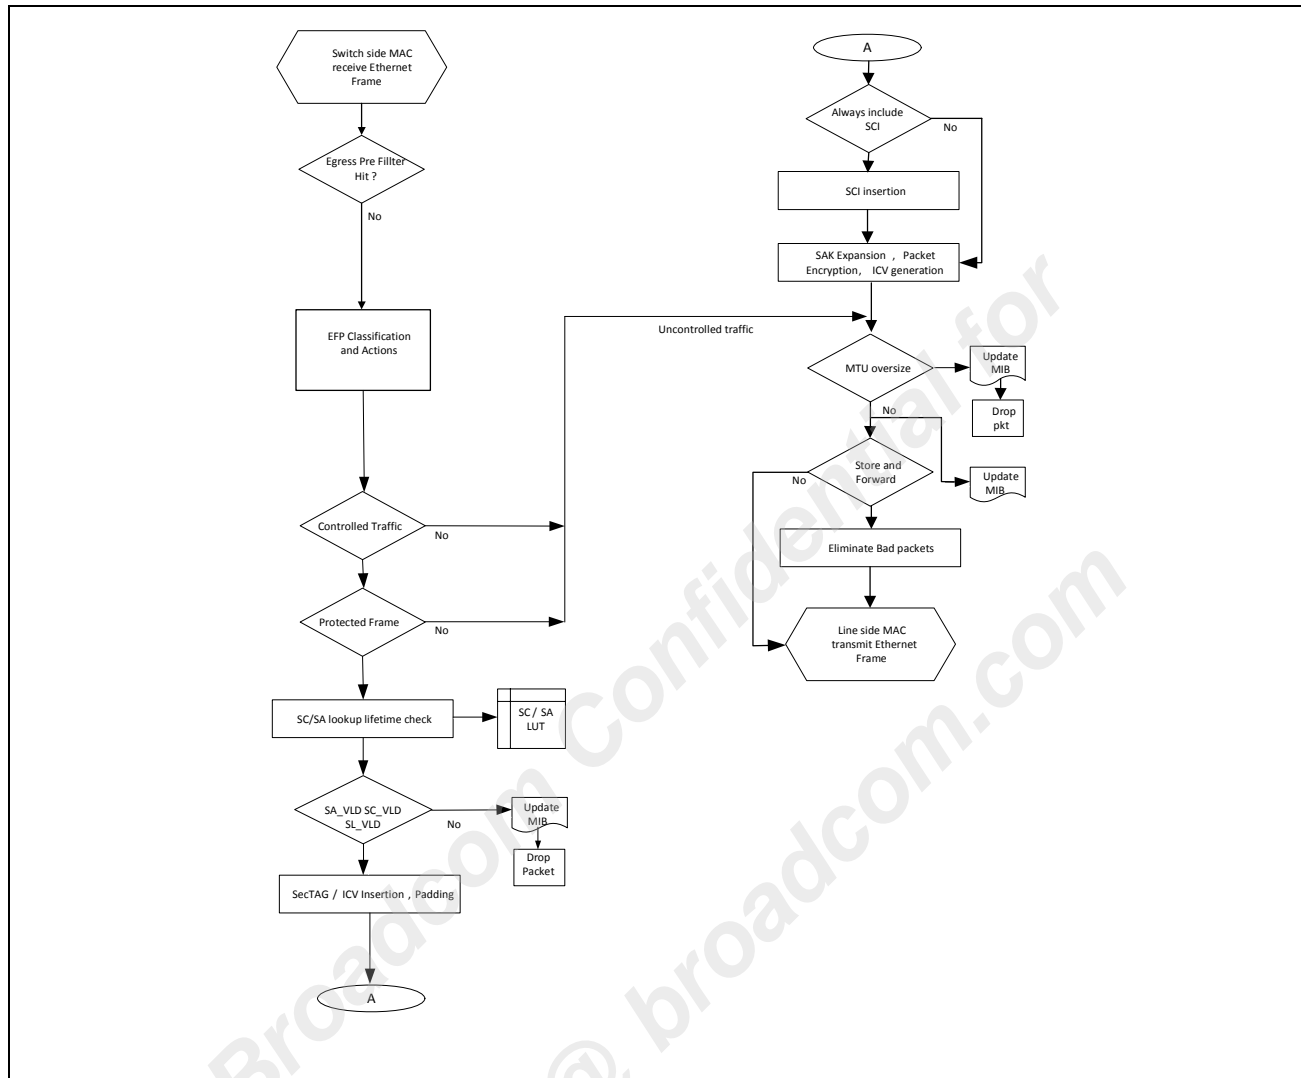 Switch side MAC
receive Ethernet
Frame
Egress Pre Fillter
Hit ?
No
EFP Classification
and Actions
Controlled Traffic
No
Protected Frame
No
SC/SA lookup lifetime check
SC / SA
LUT
SA_VLD SC_VLD
SL_VLD
No
Update
MIB
Drop
Packet
SecTAG / ICV Insertion , Padding
A
A
Always include
SCI
No
SCI insertion
SAK Expansion , Packet
Encryption, ICV generation
Uncontrolled traffic
MTU oversize
Update
MIB
Drop
pkt
No
Store and
Forward
No
Update
MIB
Eliminate Bad packets
Line side MAC
transmit Ethernet
Frame
Broadcom Confidential for
@ broadcom.com